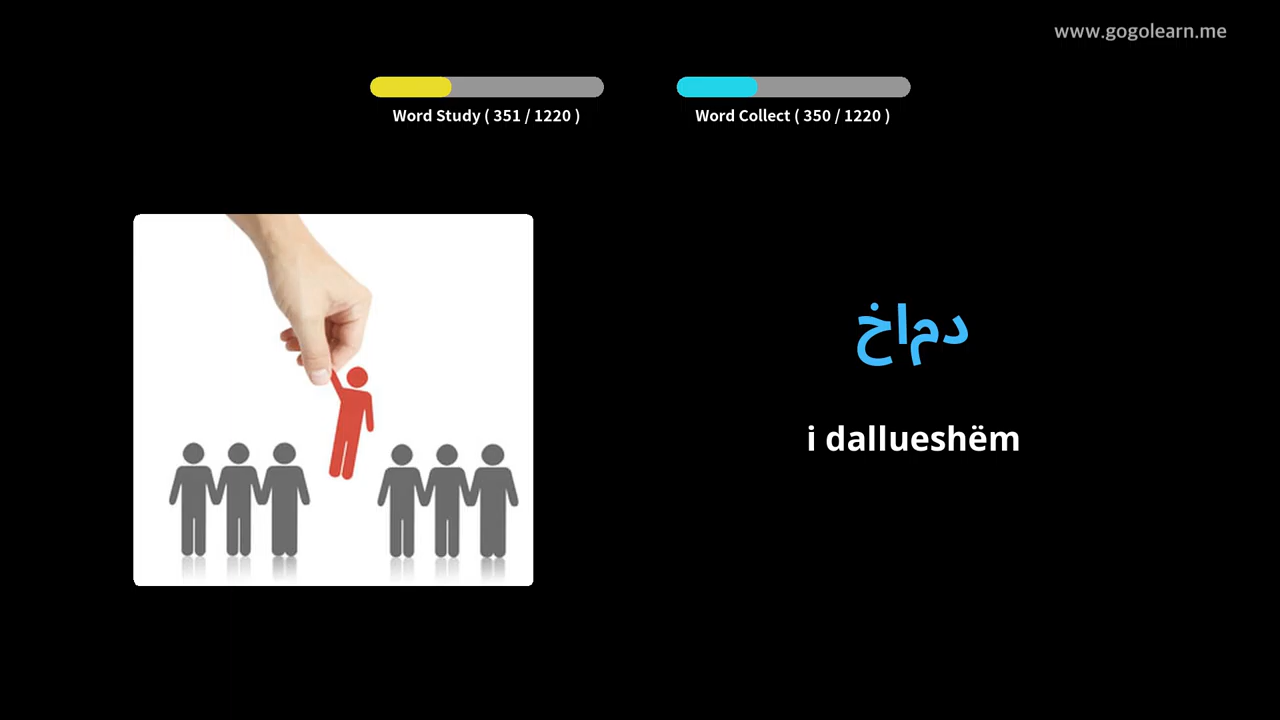 www.gogolearn.me
Word Study ( 351 / 1220 )
Word Collect ( 350 / 1220 )
دماخ
i dallueshëm